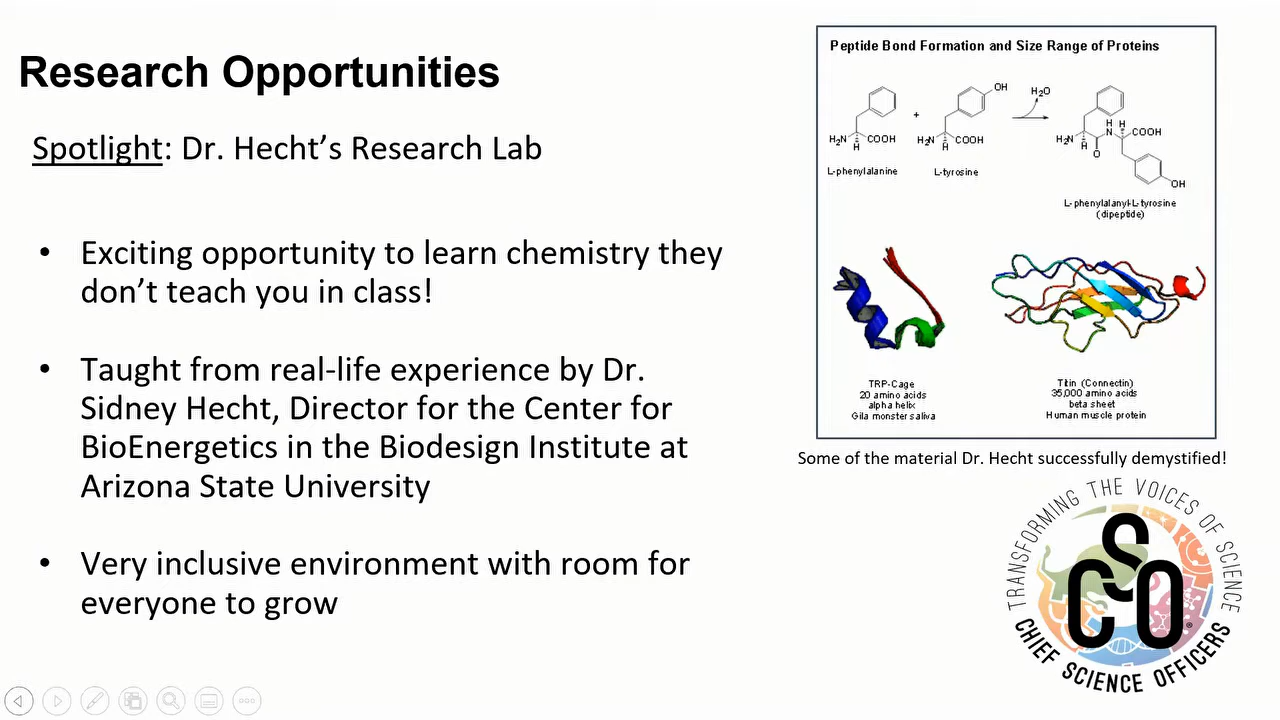 Research Opportunities
Spotlight: Dr. Hecht's Research Lab
• Exciting opportunity to learn chemistry they
don't teach you in class!
• Taught from real-life experience by Dr.
Sidney Hecht, Director for the Center for
BioEnergetics in the Biodesign Institute at
Arizona State University
• Very inclusive environment with room for
everyone to grow
Peptide Bond Formation and Size Range of Proteins
H₂N
H
COOH
L-phenylalanine
+
OH
H₂N
H
COOH
L-tyrosine
H₂O
H₂N
H
O
H
N
H
COOH
OH
L-phenylalanyl-L-tyrosine
(dipeptide)
TRP-Cage
20 amino acids
alpha helix
Gila monster saliva
Titin (Connectin)
35,000 amino acids
beta sheet
Human muscle protein
Some of the material Dr. Hecht successfully demystified!
TRANSFORMING THE VOICES OF SCIENCE
CSO®
CHIEF SCIENCE OFFICERS